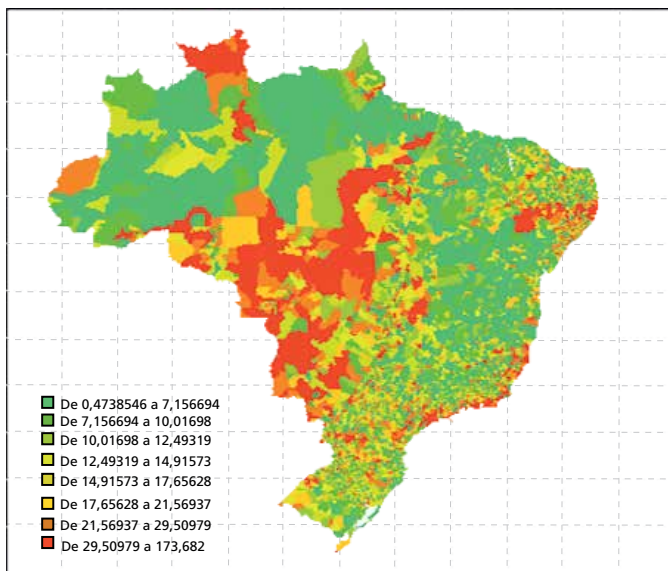 De 0,4738546 a 7,156694
De 7,156694 a 10,01698
De 10,01698 a 12,49319
De 12,49319 a 14,91573
De 14,91573 a 17,65628
De 17,65628 a 21,56937
De 21,56937 a 29,50979
De 29,50979 a 173,682